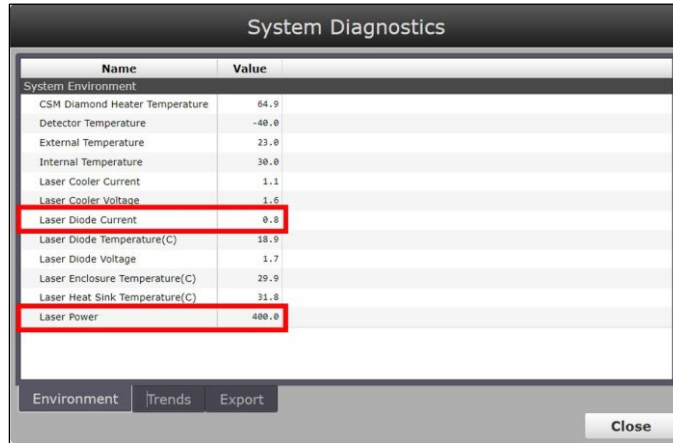 System Diagnostics
Name Value
System Environment
CSM Diamond Heater Temperature 64.9
Detector Temperature -40.0
External Temperature 23.0
Internal Temperature 30.0
Laser Cooler Current 1.1
Laser Cooler Voltage 1.6
Laser Diode Current 0.8
Laser Diode Temperature(C) 18.9
Laser Diode Voltage 1.7
Laser Enclosure Temperature(C) 29.9
Laser Heat Sink Temperature(C) 31.8
Laser Power 400.0
Environment Trends Export
Close